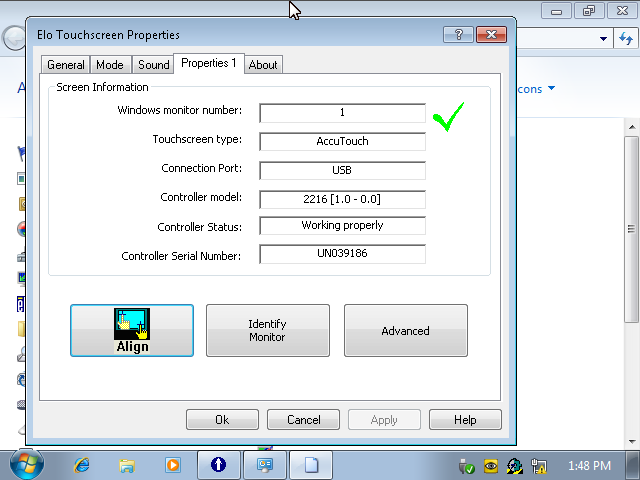 Elo Touchscreen Properties
General Mode Sound Properties 1 About
Screen Information
Windows monitor number: 1
Touchscreen type: AccuTouch
Connection Port: USB
Controller model: 2216 [1.0 - 0.0]
Controller Status: Working properly
Controller Serial Number: UN039186
Align
Identify
Monitor
Advanced
Ok Cancel Apply Help
cons
1:48 PM